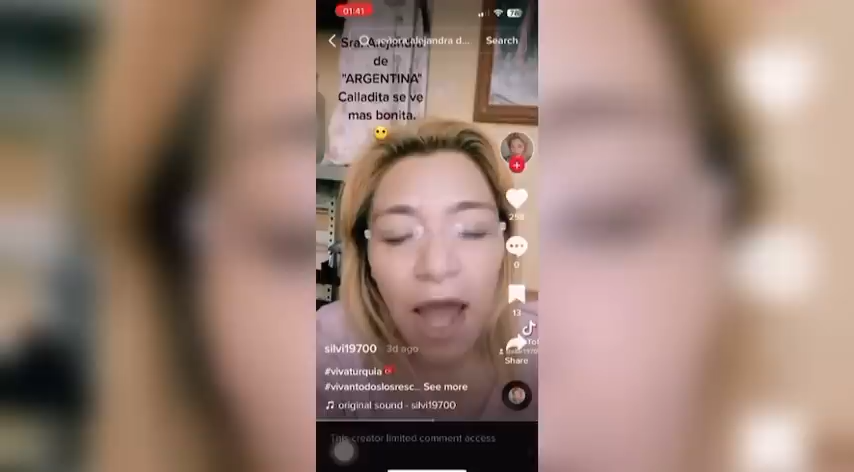 01:41
Search
de
"ARGENTINA"
Calladita se ve
mas bonita.
258
0
13
Share
silvi19700 3d ago
#vivaturquia
#vivantodoslosresc... See more
original sound - silvi19700
This creator limited comment access